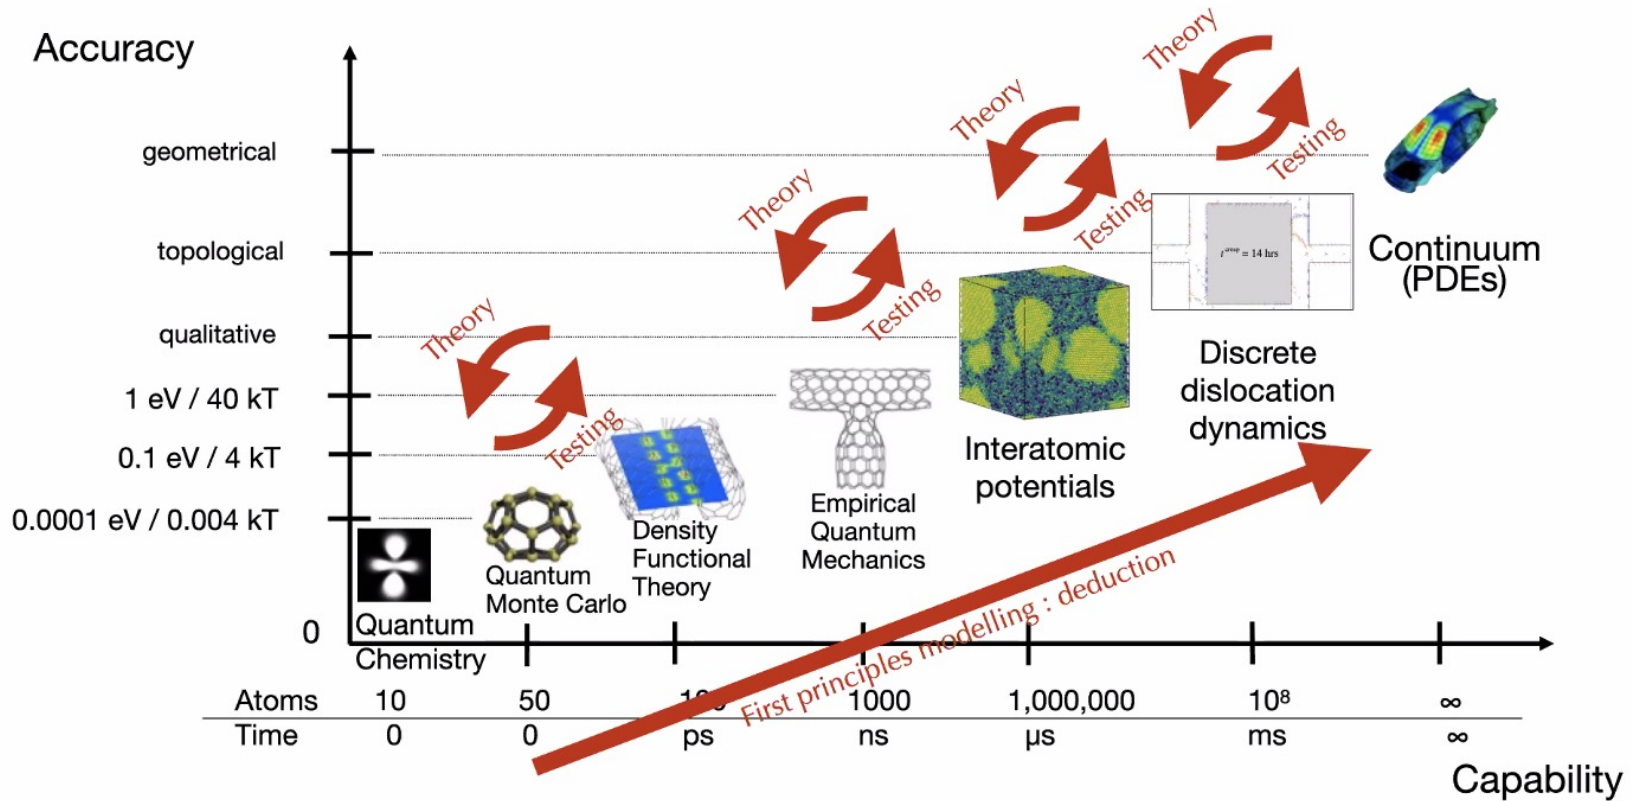 Accuracy
geometrical
topological
qualitative
1 eV / 40 kT
0.1 eV / 4 kT
0.0001 eV / 0.004 kT
0
Theory
Testing
Theory
Testing
Theory
Testing
Theory
Testing
Quantum
Chemistry
Quantum
Monte Carlo
Density
Functional
Theory
Empirical
Quantum
Mechanics
Interatomic
potentials
= 14 hrs
Discrete
dislocation
dynamics
Continuum
(PDEs)
First principles modelling : deduction
Atoms 10 50 1000 1,000,000 10⁸ ∞
Time 0 0 ps ns µs ms ∞
Capability